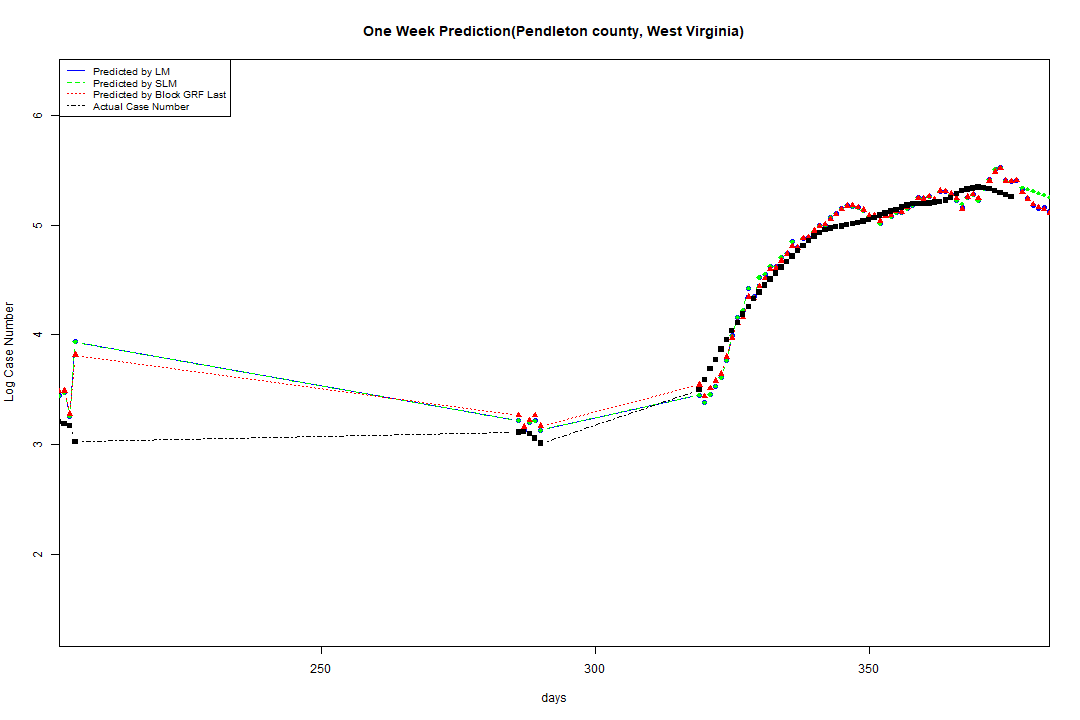 One Week Prediction(Pendleton county, West Virginia)
Predicted by LM
Predicted by SLM
Predicted by Block GRF Last
Actual Case Number
6
5
4
3
2
Log Case Number
250 300 350
days